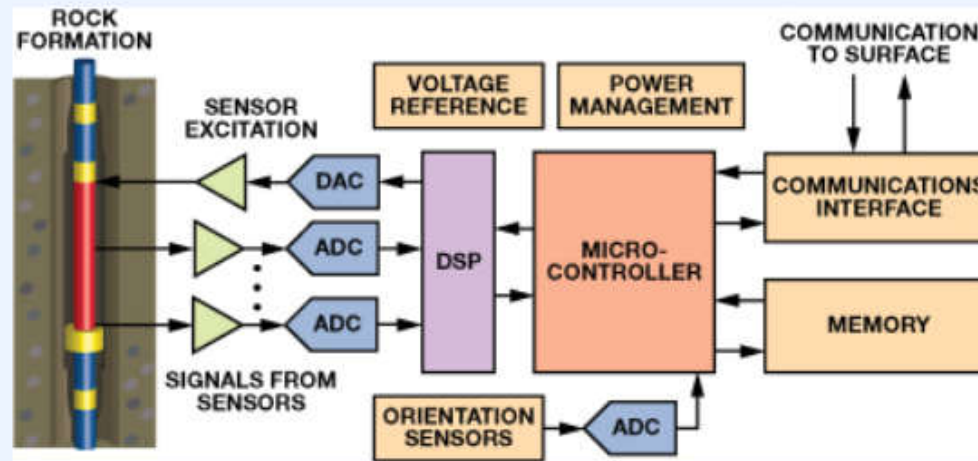 ROCK
FORMATION
SENSOR
EXCITATION
VOLTAGE
REFERENCE
POWER
MANAGEMENT
COMMUNICATION
TO SURFACE
DAC
ADC
ADC
DSP
MICRO-
CONTROLLER
COMMUNICATIONS
INTERFACE
MEMORY
SIGNALS FROM
SENSORS
ORIENTATION
SENSORS
ADC